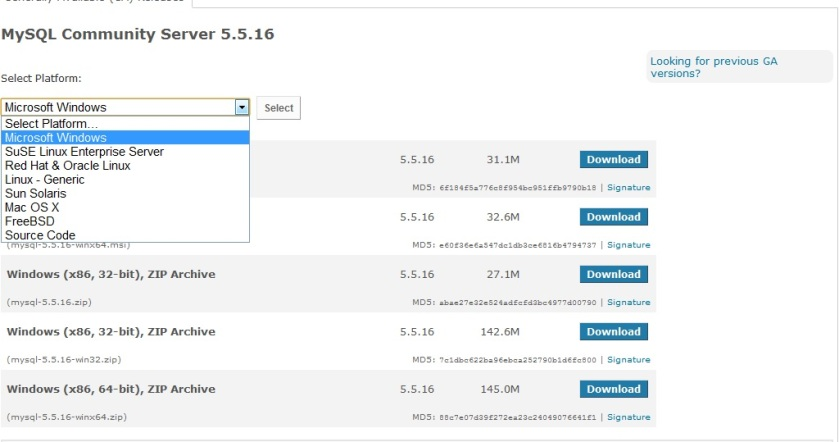 MySQL Community Server 5.5.16
Looking for previous GA
versions?
Select Platform:
Microsoft Windows
Select
Select Platform...
Microsoft Windows
SuSE Linux Enterprise Server
Red Hat & Oracle Linux
Linux - Generic
Sun Solaris
Mac OS X
FreeBSD
Source Code
5.5.16 31.1M Download
MD5: 6f184f5a776c8f954bc951ffb9790b18 | Signature
5.5.16 32.6M Download
(mysql-5.5.16-winx64.msi) MD5: e60f36e6a547dc1db3ce6816b4794737 | Signature
Windows (x86, 32-bit), ZIP Archive 5.5.16 27.1M Download
(mysql-5.5.16.zip) MD5: abae27e32e524adfcfd3bc4977d00790 | Signature
Windows (x86, 32-bit), ZIP Archive 5.5.16 142.6M Download
(mysql-5.5.16-win32.zip) MD5: 7c1dbc622ba96ebca252790b1d6fc800 | Signature
Windows (x86, 64-bit), ZIP Archive 5.5.16 145.0M Download
(mysql-5.5.16-winx64.zip) MD5: 88c7e07d39f272ea23c24049076641f1 | Signature